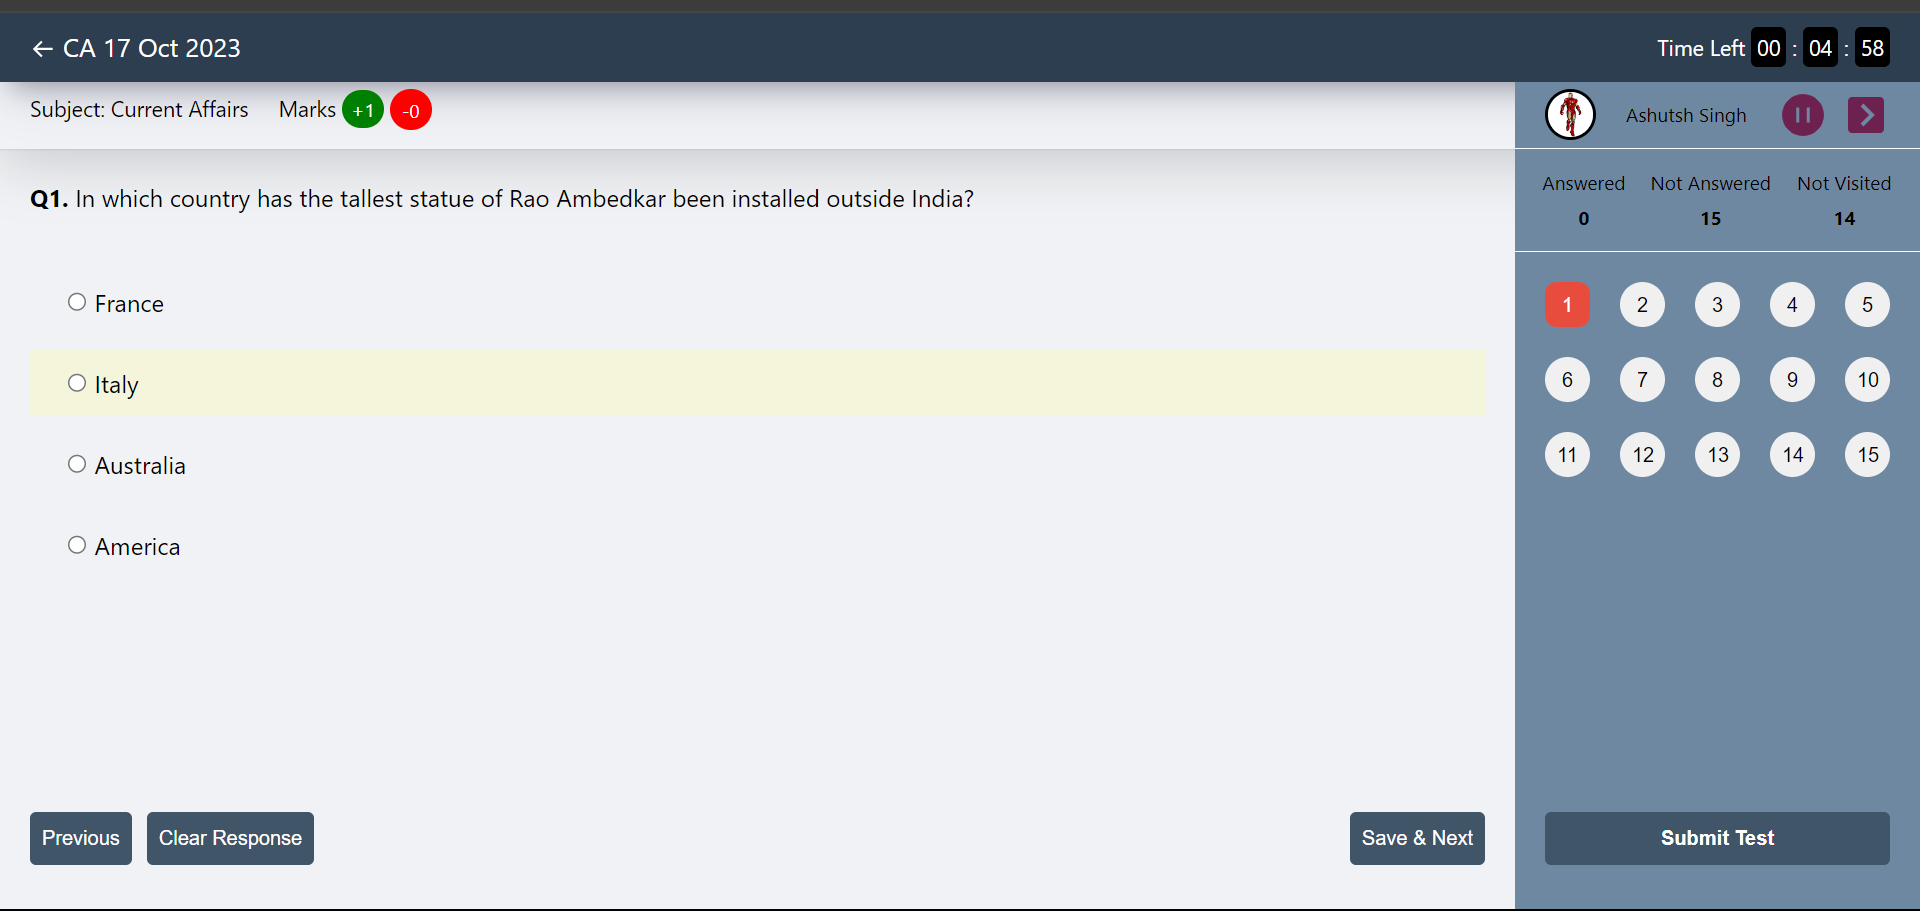 CA 17 Oct 2023
Time Left 00 : 04 : 58
Subject: Current Affairs Marks +1 -0
Ashutsh Singh
Q1. In which country has the tallest statue of Rao Ambedkar been installed outside India?
France
Italy
Australia
America
Answered Not Answered Not Visited
0 15 14
1 2 3 4 5
6 7 8 9 10
11 12 13 14 15
Previous Clear Response Save & Next Submit Test